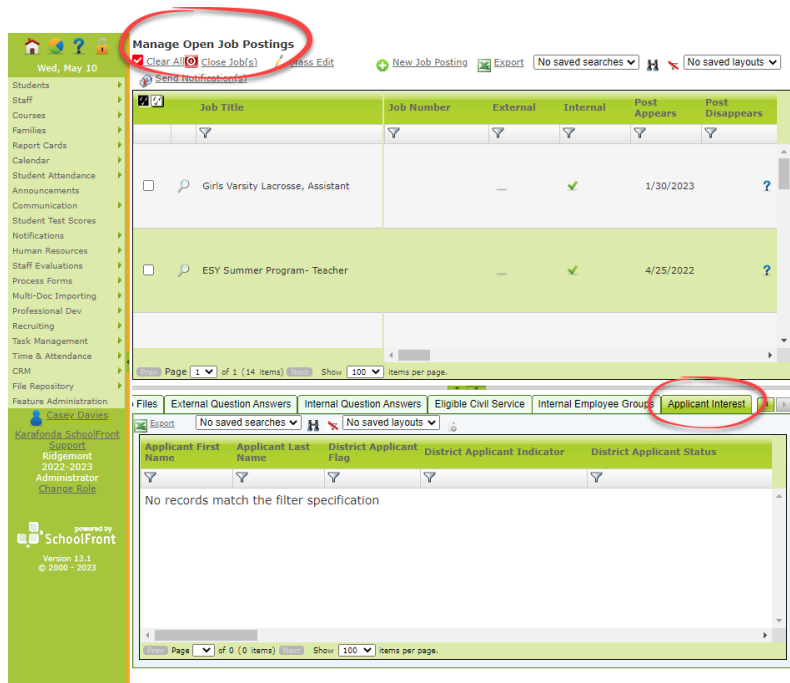 Wed, May 10
Students
Staff
Courses
Families
Report Cards
Calendar
Student Attendance
Announcements
Communication
Student Test Scores
Notifications
Human Resources
Staff Evaluations
Process Forms
Multi-Doc Importing
Professional Dev
Recruiting
Task Management
Time & Attendance
CRM
File Repository
Feature Administration
Casey Davies
Karafonda SchoolFront
Support
Ridgemont
2022-2023
Administrator
Change Role
powered by
SchoolFront
Version 13.1
© 2000 - 2023
Manage Open Job Postings
Clear All Close Job(s) Mass Edit New Job Posting Export No saved searches No saved layouts
Send Notification(s)
Job Title Job Number External Internal Post Appears Post Disappears
Girls Varsity Lacrosse, Assistant 1/30/2023 ?
ESY Summer Program- Teacher 4/25/2022 ?
Prev Page 1 of 1 (14 items) Next Show 100 items per page.
Files External Question Answers Internal Question Answers Eligible Civil Service Internal Employee Groups Applicant Interest
Export No saved searches No saved layouts
Applicant First Name Applicant Last Name District Applicant Flag District Applicant Indicator District Applicant Status
No records match the filter specification
Prev Page of 0 (0 items) Next Show 100 items per page.